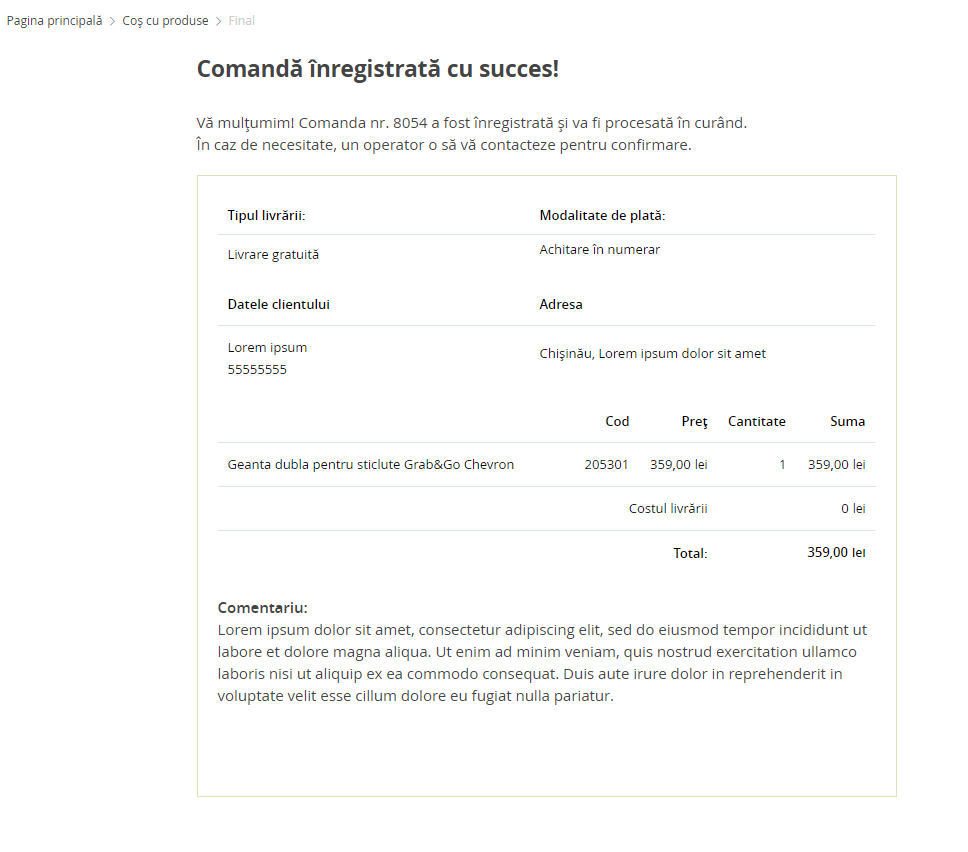 Pagina principală > Coş cu produse > Final
Comandă înregistrată cu succes!
Vă mulţumim! Comanda nr. 8054 a fost înregistrată şi va fi procesată în curând.
În caz de necesitate, un operator o să vă contacteze pentru confirmare.
Tipul livrării: Modalitate de plată:
Livrare gratuită Achitare în numerar
Datele clientului Adresa
Lorem ipsum
55555555
Chişinău, Lorem ipsum dolor sit amet
Cod Preţ Cantitate Suma
Geanta dubla pentru sticlute Grab&Go Chevron 205301 359,00 lei 1 359,00 lei
Costul livrării 0 lei
Total: 359,00 lei
Comentariu:
Lorem ipsum dolor sit amet, consectetur adipiscing elit, sed do eiusmod tempor incididunt ut
labore et dolore magna aliqua. Ut enim ad minim veniam, quis nostrud exercitation ullamco
laboris nisi ut aliquip ex ea commodo consequat. Duis aute irure dolor in reprehenderit in
voluptate velit esse cillum dolore eu fugiat nulla pariatur.